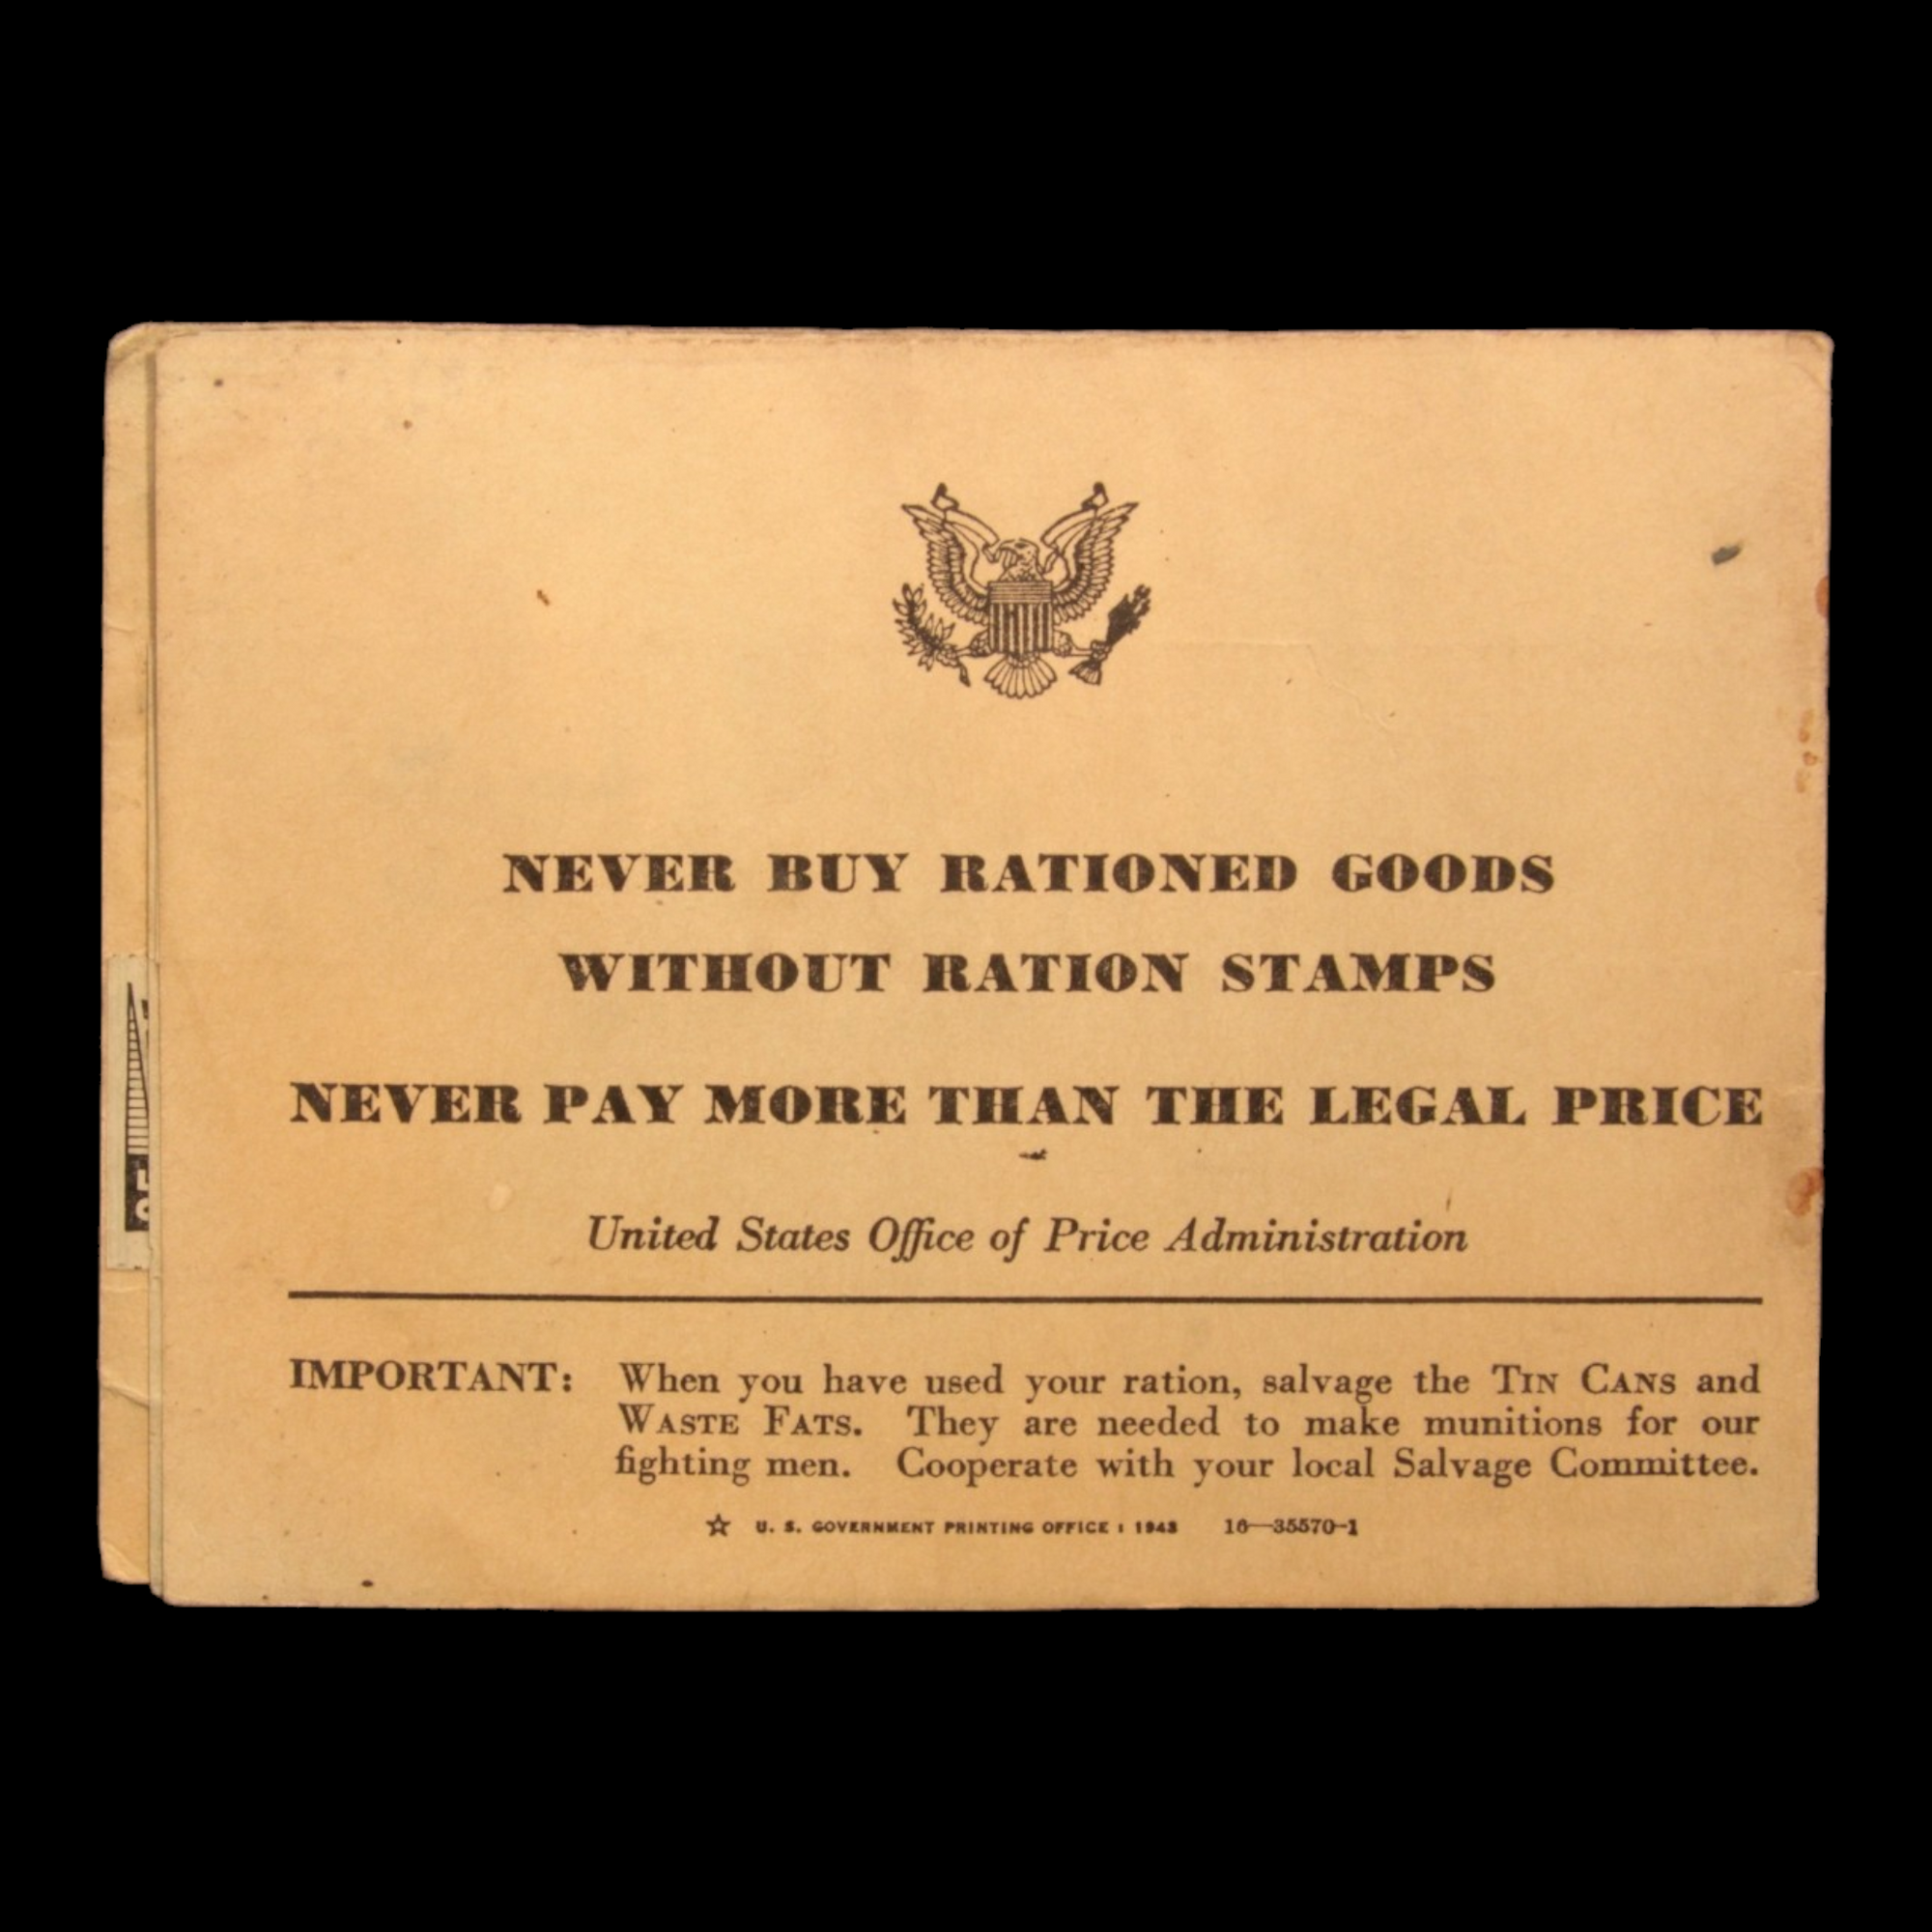 NEVER BUY RATIONED GOODS
WITHOUT RATION STAMPS
NEVER PAY MORE THAN THE LEGAL PRICE
United States Office of Price Administration
IMPORTANT: When you have used your ration, salvage the TIN CANS and
WASTE FATS. They are needed to make munitions for our
fighting men. Cooperate with your local Salvage Committee.
☆ U. S. GOVERNMENT PRINTING OFFICE : 1943 16—35570-1